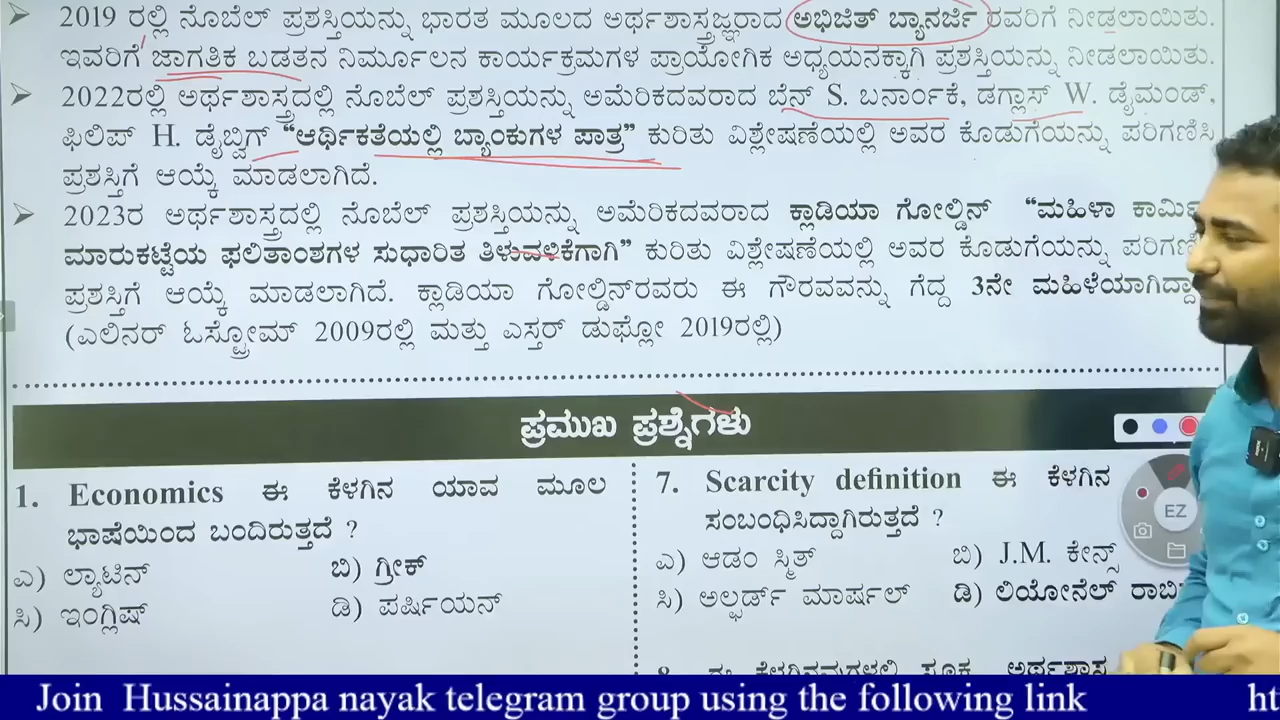 ➤ 2019 ರಲ್ಲಿ ನೊಬೆಲ್ ಪ್ರಶಸ್ತಿಯನ್ನು ಭಾರತ ಮೂಲದ ಅರ್ಥಶಾಸ್ತ್ರಜ್ಞರಾದ ಅಭಿಜಿತ್ ಬ್ಯಾನರ್ಜಿ ರವರಿಗೆ ನೀಡಲಾಯಿತು.
ಇವರಿಗೆ ಜಾಗತಿಕ ಬಡತನ ನಿರ್ಮೂಲನ ಕಾರ್ಯಕ್ರಮಗಳ ಪ್ರಾಯೋಗಿಕ ಅಧ್ಯಯನಕ್ಕಾಗಿ ಪ್ರಶಸ್ತಿಯನ್ನು ನೀಡಲಾಯಿತು.
➤ 2022ರಲ್ಲಿ ಅರ್ಥಶಾಸ್ತ್ರದಲ್ಲಿ ನೊಬೆಲ್ ಪ್ರಶಸ್ತಿಯನ್ನು ಅಮೆರಿಕದವರಾದ ಬೆನ್ S. ಬರ್ನಾಂಕೆ, ಡಗ್ಲಾಸ್ W. ಡೈಮಂಡ್,
ಫಿಲಿಪ್ H. ಡೈಬ್ವಿಗ್ “ಆರ್ಥಿಕತೆಯಲ್ಲಿ ಬ್ಯಾಂಕುಗಳ ಪಾತ್ರ” ಕುರಿತು ವಿಶ್ಲೇಷಣೆಯಲ್ಲಿ ಅವರ ಕೊಡುಗೆಯನ್ನು ಪರಿಗಣಿಸಿ
ಪ್ರಶಸ್ತಿಗೆ ಆಯ್ಕೆ ಮಾಡಲಾಗಿದೆ.
➤ 2023ರ ಅರ್ಥಶಾಸ್ತ್ರದಲ್ಲಿ ನೊಬೆಲ್ ಪ್ರಶಸ್ತಿಯನ್ನು ಅಮೆರಿಕದವರಾದ ಕ್ಲಾಡಿಯಾ ಗೋಲ್ಡಿನ್ “ಮಹಿಳಾ
ಮಾರುಕಟ್ಟೆಯ ಫಲಿತಾಂಶಗಳ ಸುಧಾರಿತ ತಿಳುವಳಿಕೆಗಾಗಿ” ಕುರಿತು ವಿಶ್ಲೇಷಣೆಯಲ್ಲಿ ಅವರ ಕೊಡುಗೆಯನ್ನು
ಪ್ರಶಸ್ತಿಗೆ ಆಯ್ಕೆ ಮಾಡಲಾಗಿದೆ. ಕ್ಲಾಡಿಯಾ ಗೋಲ್ಡಿನ್‌ರವರು ಈ ಗೌರವವನ್ನು ಗೆದ್ದ 3ನೇ
(ಎಲಿನರ್ ಓಸ್ಟ್ರೋಮ್ 2009ರಲ್ಲಿ ಮತ್ತು ಎಸ್ತರ್ ಡುಫ್ಲೋ 2019ರಲ್ಲಿ)
ಪ್ರಮುಖ ಪ್ರಶ್ನೆಗಳು
1. Economics ಈ ಕೆಳಗಿನ ಯಾವ ಮೂಲ
ಭಾಷೆಯಿಂದ ಬಂದಿರುತ್ತದೆ ?
ಎ) ಲ್ಯಾಟಿನ್ ಬಿ) ಗ್ರೀಕ್
ಸಿ) ಇಂಗ್ಲಿಷ್ ಡಿ) ಪರ್ಷಿಯನ್
7. Scarcity definition ಈ ಕೆಳಗಿನ
ಸಂಬಂಧಿಸಿದ್ದಾಗಿರುತ್ತದೆ ?
ಎ) ಆಡಂ ಸ್ಮಿತ್ ಬಿ) J.M. ಕೇನ್ಸ್
ಸಿ) ಅಲ್ಫರ್ಡ್ ಮಾರ್ಷಲ್ ಡಿ) ಲಿಯೋನೆಲ್
EZ
Join Hussainappa nayak telegram group using the following link ht